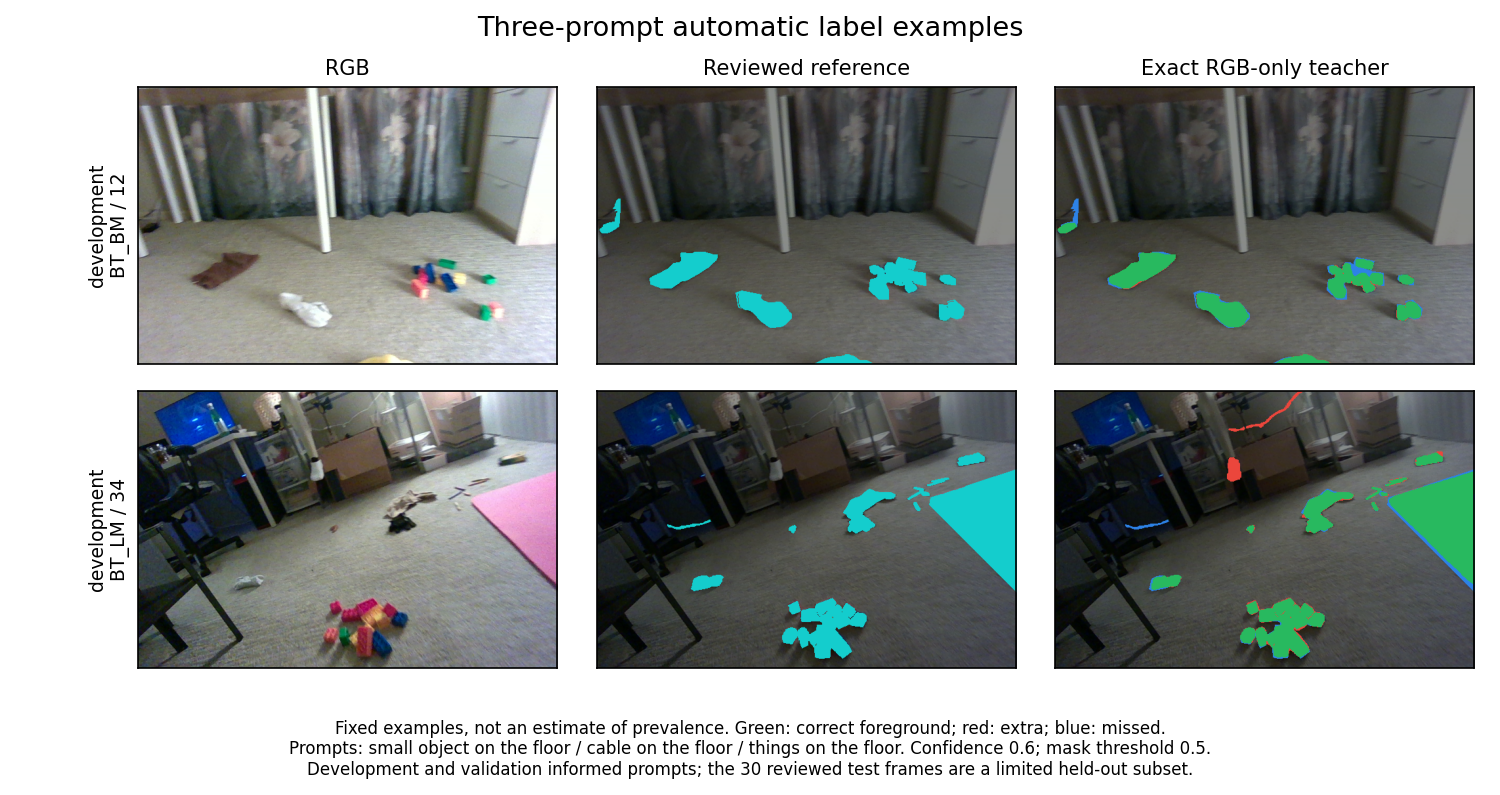 Three-prompt automatic label examples
RGB
Reviewed reference
Exact RGB-only teacher
development
BT_BM / 12
development
BT_LM / 34
Fixed examples, not an estimate of prevalence. Green: correct foreground; red: extra; blue: missed.
Prompts: small object on the floor / cable on the floor / things on the floor. Confidence 0.6; mask threshold 0.5.
Development and validation informed prompts; the 30 reviewed test frames are a limited held-out subset.